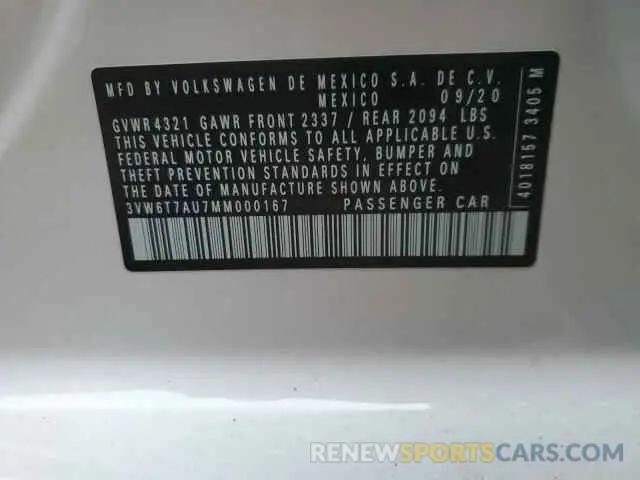 MFD BY VOLKSWAGEN DE MEXICO S.A. DE C.V.
MEXICO 09/20
GVWR 4321 GAWR FRONT 2337 / REAR 2094 LBS
THIS VEHICLE CONFORMS TO ALL APPLICABLE U.S.
FEDERAL MOTOR VEHICLE SAFETY, BUMPER AND
THEFT PREVENTION STANDARDS IN EFFECT ON
THE DATE OF MANUFACTURE SHOWN ABOVE.
3VW6T7AU7MM000167 PASSENGER CAR
4018157 3405 M
RENEWSPORTSCARS.COM